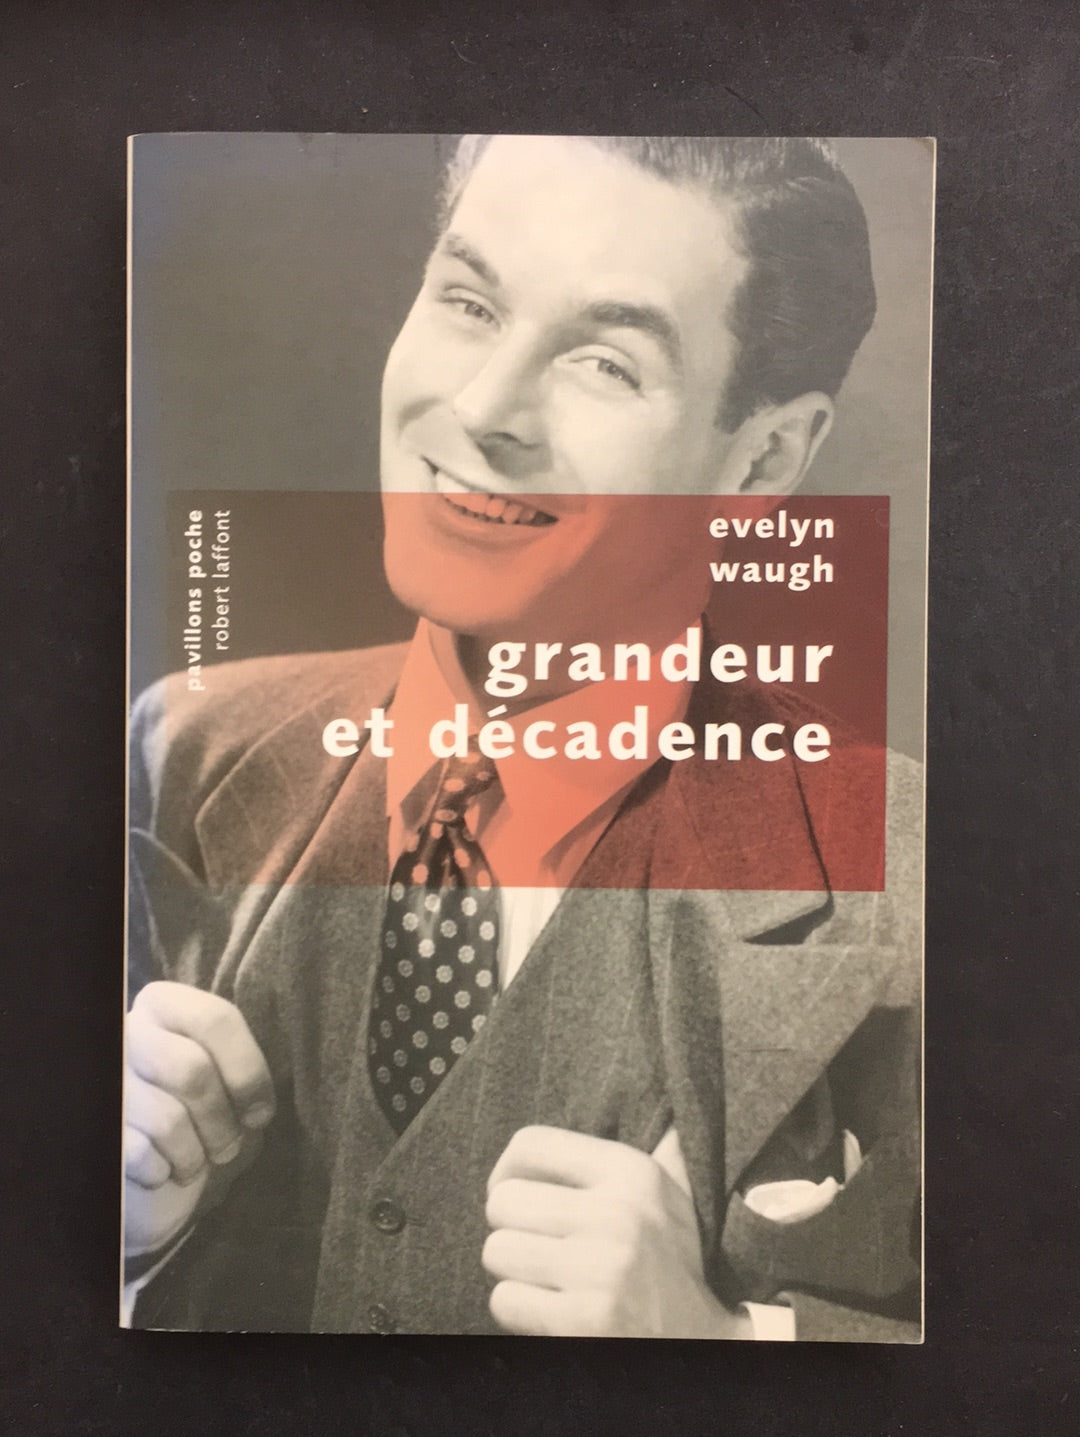 evelyn
waugh
grandeur
et décadence
pavillons poche
robert laffont